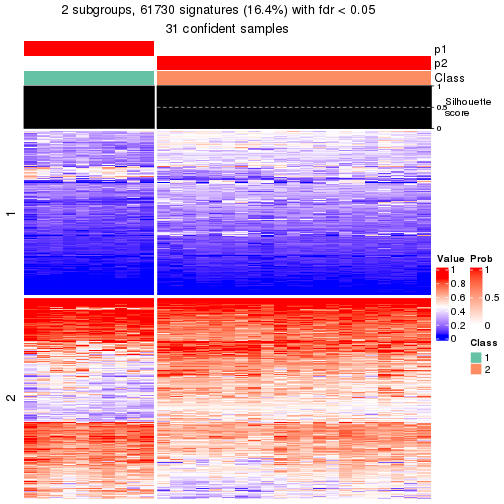 2 subgroups, 61730 signatures (16.4%) with fdr < 0.05
31 confident samples
p1
p2
Class
1
0.5
0
Silhouette
score
1
2
Value
1
0.8
0.6
0.4
0.2
0
Prob
1
0.5
0
Class
1
2